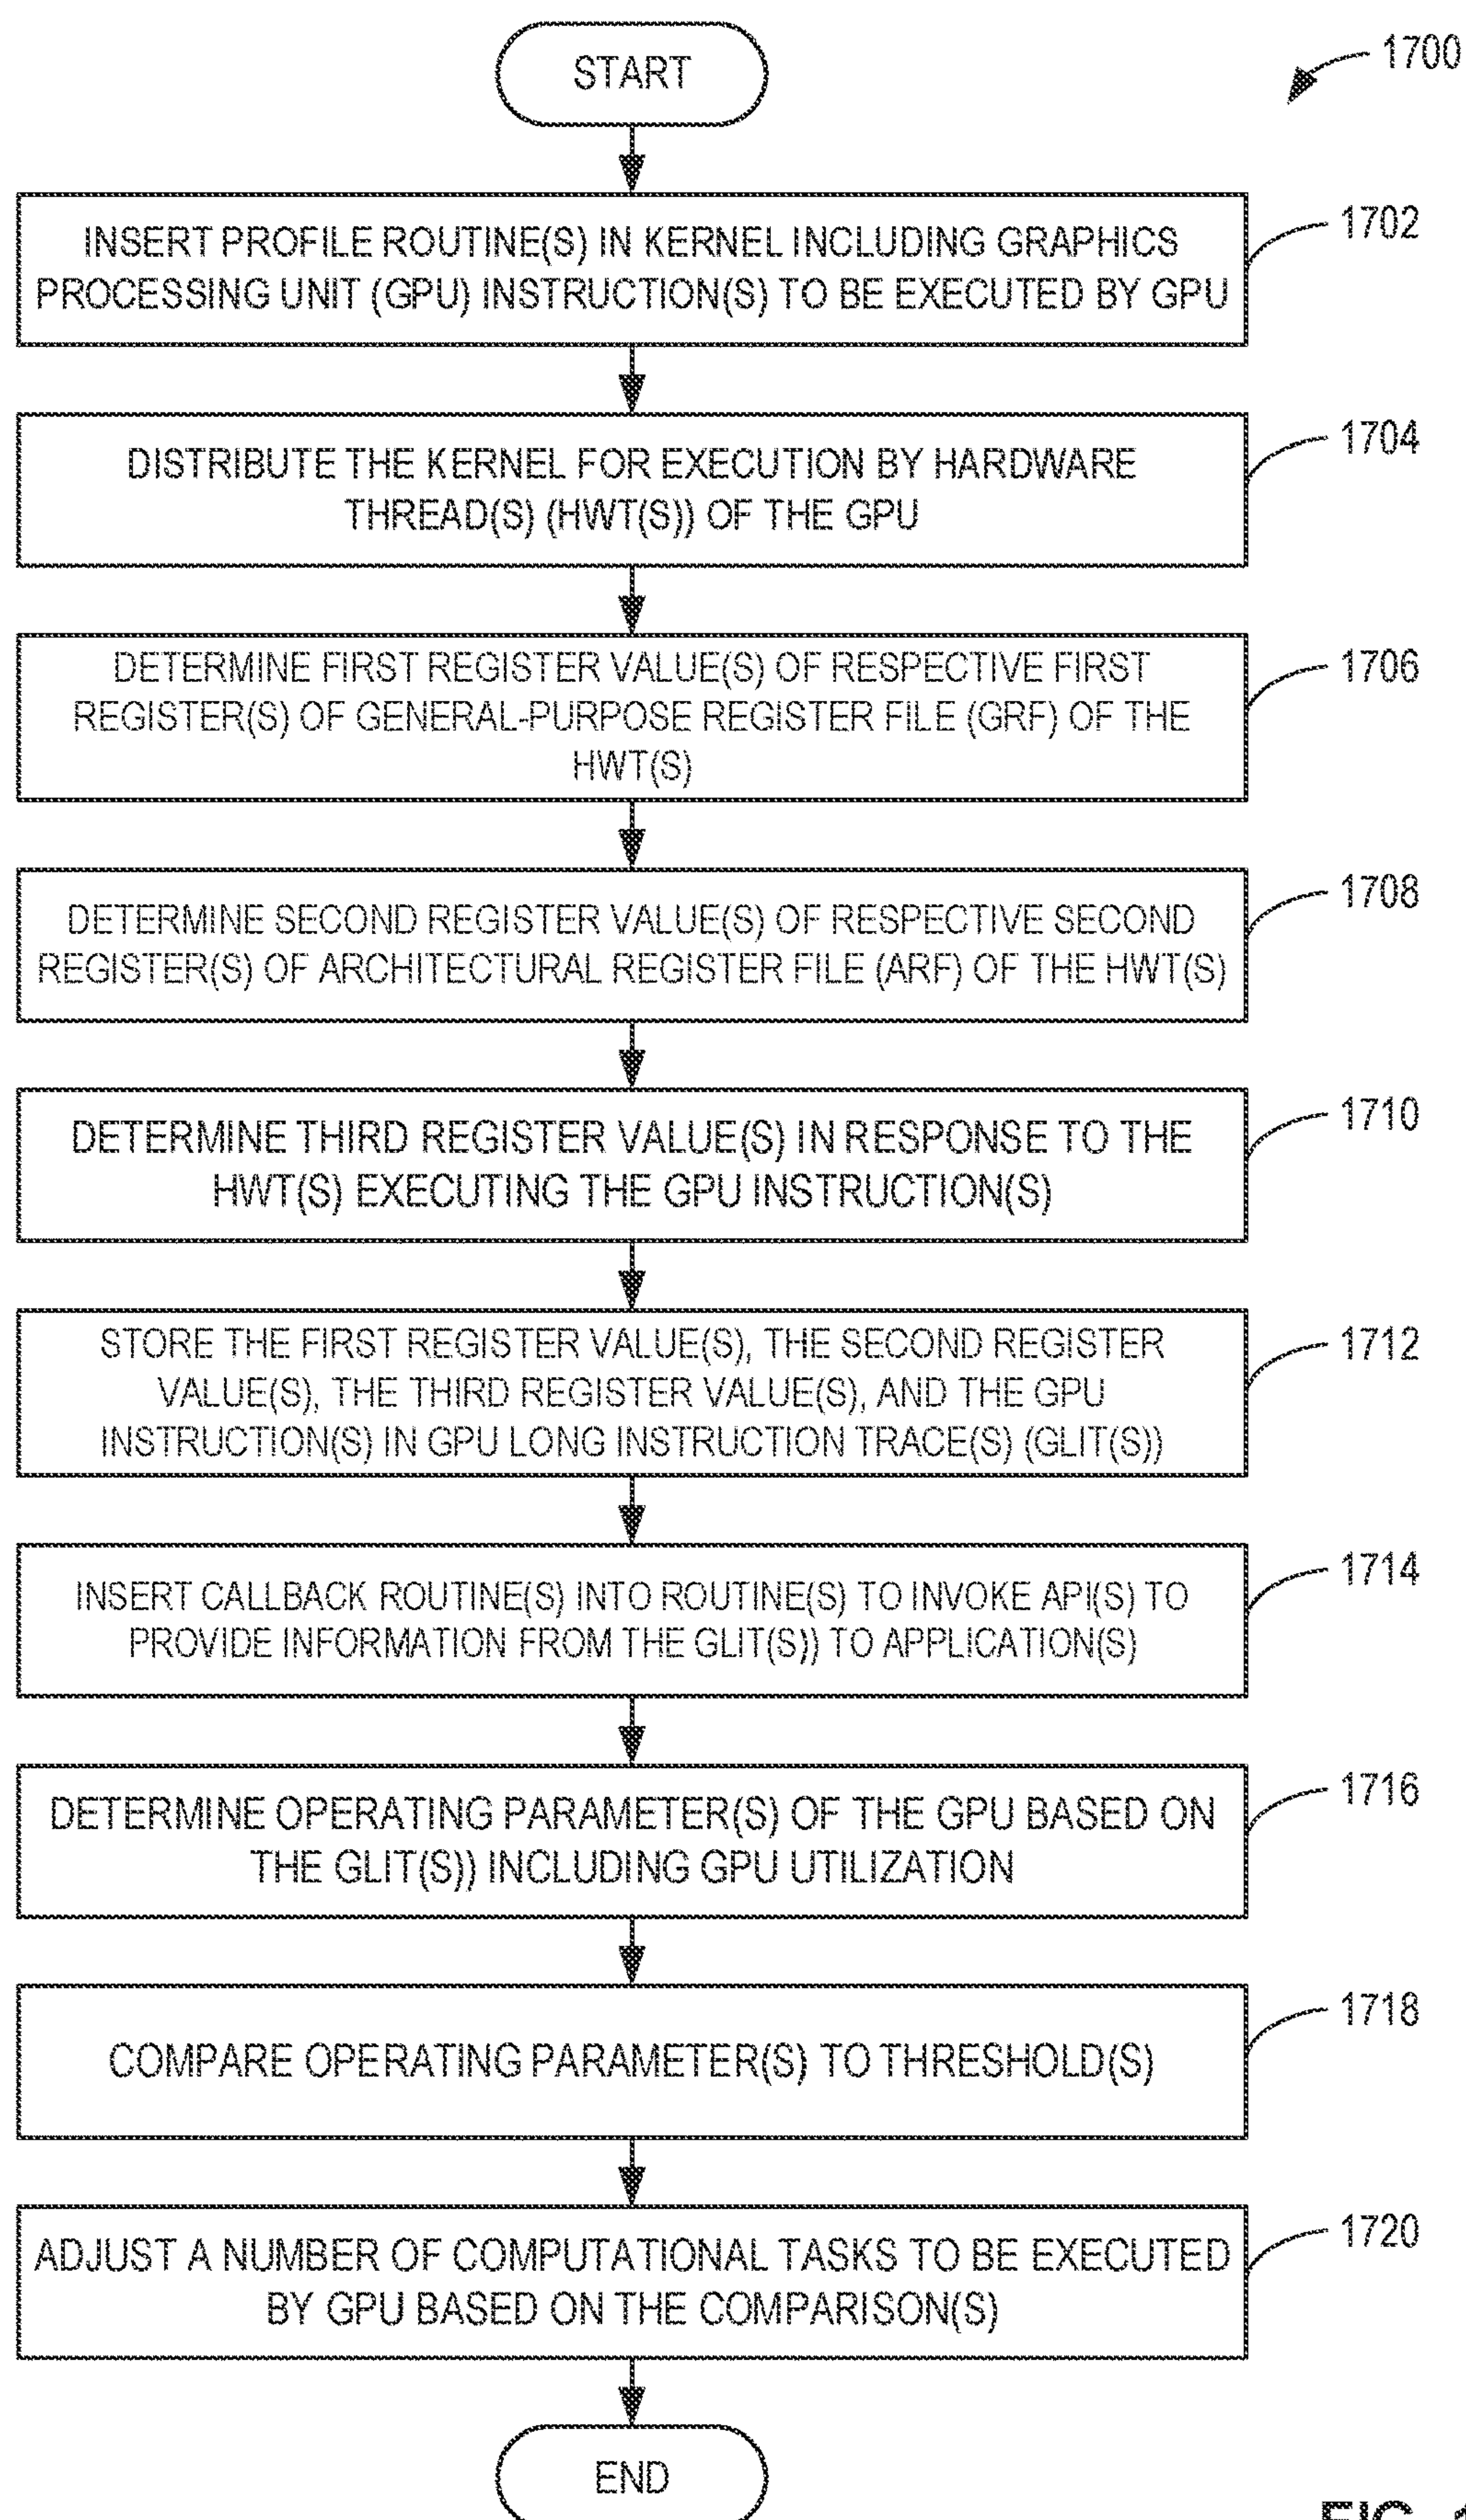 START
1700
INSERT PROFILE ROUTINE(S) IN KERNEL INCLUDING GRAPHICS
PROCESSING UNIT (GPU) INSTRUCTION(S) TO BE EXECUTED BY GPU
1702
DISTRIBUTE THE KERNEL FOR EXECUTION BY HARDWARE
THREAD(S) (HWT(S)) OF THE GPU
1704
DETERMINE FIRST REGISTER VALUE(S) OF RESPECTIVE FIRST
REGISTER(S) OF GENERAL-PURPOSE REGISTER FILE (GRF) OF THE
HWT(S)
1706
DETERMINE SECOND REGISTER VALUE(S) OF RESPECTIVE SECOND
REGISTER(S) OF ARCHITECTURAL REGISTER FILE (ARF) OF THE HWT(S)
1708
DETERMINE THIRD REGISTER VALUE(S) IN RESPONSE TO THE
HWT(S) EXECUTING THE GPU INSTRUCTION(S)
1710
STORE THE FIRST REGISTER VALUE(S), THE SECOND REGISTER
VALUE(S), THE THIRD REGISTER VALUE(S), AND THE GPU
INSTRUCTION(S) IN GPU LONG INSTRUCTION TRACE(S) (GLIT(S))
1712
INSERT CALLBACK ROUTINE(S) INTO ROUTINE(S) TO INVOKE API(S) TO
PROVIDE INFORMATION FROM THE GLIT(S)) TO APPLICATION(S)
1714
DETERMINE OPERATING PARAMETER(S) OF THE GPU BASED ON
THE GLIT(S)) INCLUDING GPU UTILIZATION
1716
COMPARE OPERATING PARAMETER(S) TO THRESHOLD(S)
1718
ADJUST A NUMBER OF COMPUTATIONAL TASKS TO BE EXECUTED
BY GPU BASED ON THE COMPARISON(S)
1720
END